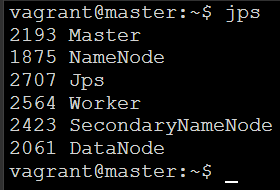 vagrant@master:~$ jps
2193 Master
1875 NameNode
2707 Jps
2564 Worker
2423 SecondaryNameNode
2061 DataNode
vagrant@master:~$ _